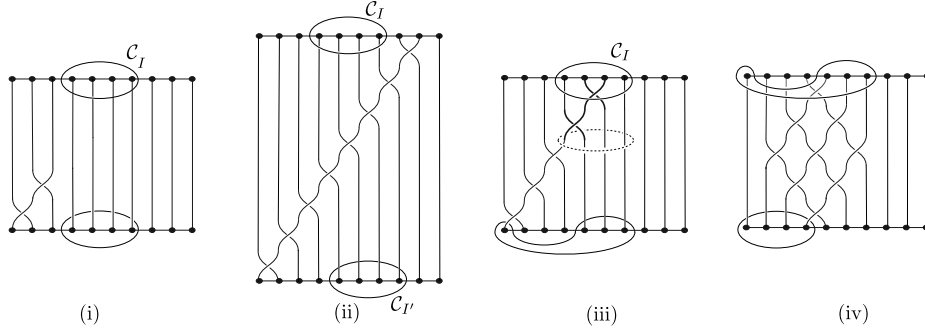 C_I
C_I
C_I
C_{I'}
(i)
(ii)
(iii)
(iv)